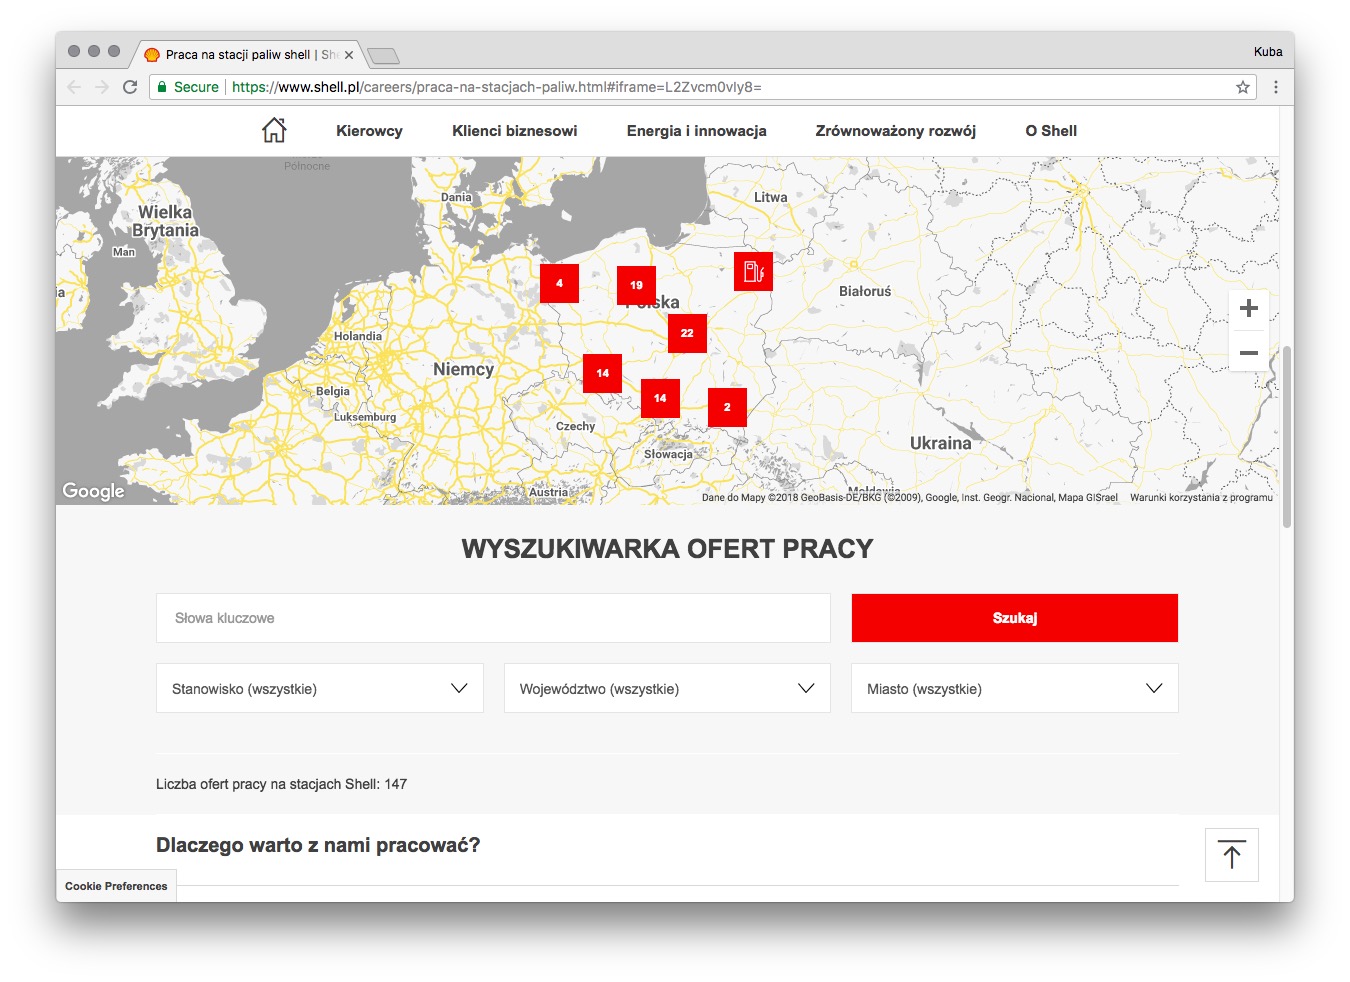 Praca na stacji paliw shell | She
Kuba
Secure
https://www.shell.pl/careers/praca-na-stacjach-paliw.html#iframe=L2Zvcm0vIy8=
Kierowcy
Klienci biznesowi
Energia i innowacja
Zrównoważony rozwój
O Shell
Północne
Dania
Litwa
Wielka
Brytania
Man
4
19
Polska
Białoruś
22
Holandia
Niemcy
14
Belgia
14
2
Luksemburg
Czechy
Ukraina
Słowacja
Austria
Mołdawia
Google
Dane do Mapy ©2018 GeoBasis-DE/BKG (©2009), Google, Inst. Geogr. Nacional, Mapa GISrael
Warunki korzystania z programu
WYSZUKIWARKA OFERT PRACY
Słowa kluczowe
Szukaj
Stanowisko (wszystkie)
Województwo (wszystkie)
Miasto (wszystkie)
Liczba ofert pracy na stacjach Shell: 147
Dlaczego warto z nami pracować?
Cookie Preferences